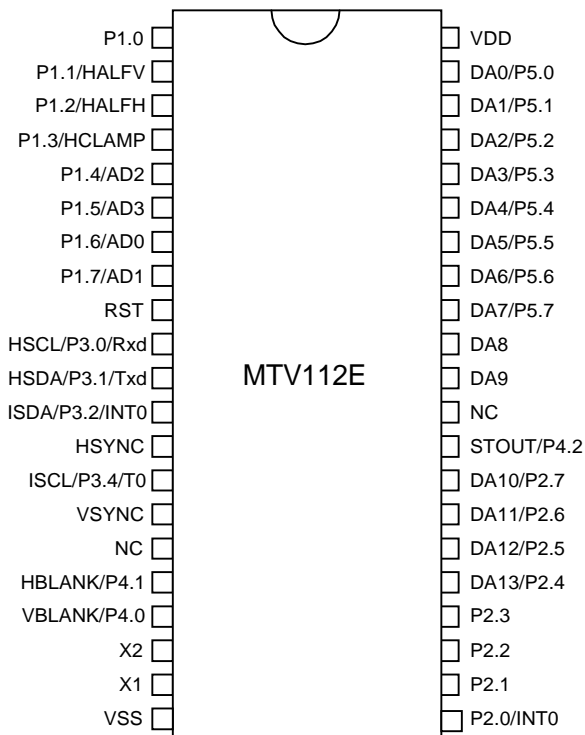 P1.0
P1.1/HALFV
P1.2/HALFH
P1.3/HCLAMP
P1.4/AD2
P1.5/AD3
P1.6/AD0
P1.7/AD1
RST
HSCL/P3.0/Rxd
HSDA/P3.1/Txd
ISDA/P3.2/INT0
HSYNC
ISCL/P3.4/T0
VSYNC
NC
HBLANK/P4.1
VBLANK/P4.0
X2
X1
VSS
MTV112E
VDD
DA0/P5.0
DA1/P5.1
DA2/P5.2
DA3/P5.3
DA4/P5.4
DA5/P5.5
DA6/P5.6
DA7/P5.7
DA8
DA9
NC
STOUT/P4.2
DA10/P2.7
DA11/P2.6
DA12/P2.5
DA13/P2.4
P2.3
P2.2
P2.1
P2.0/INT0